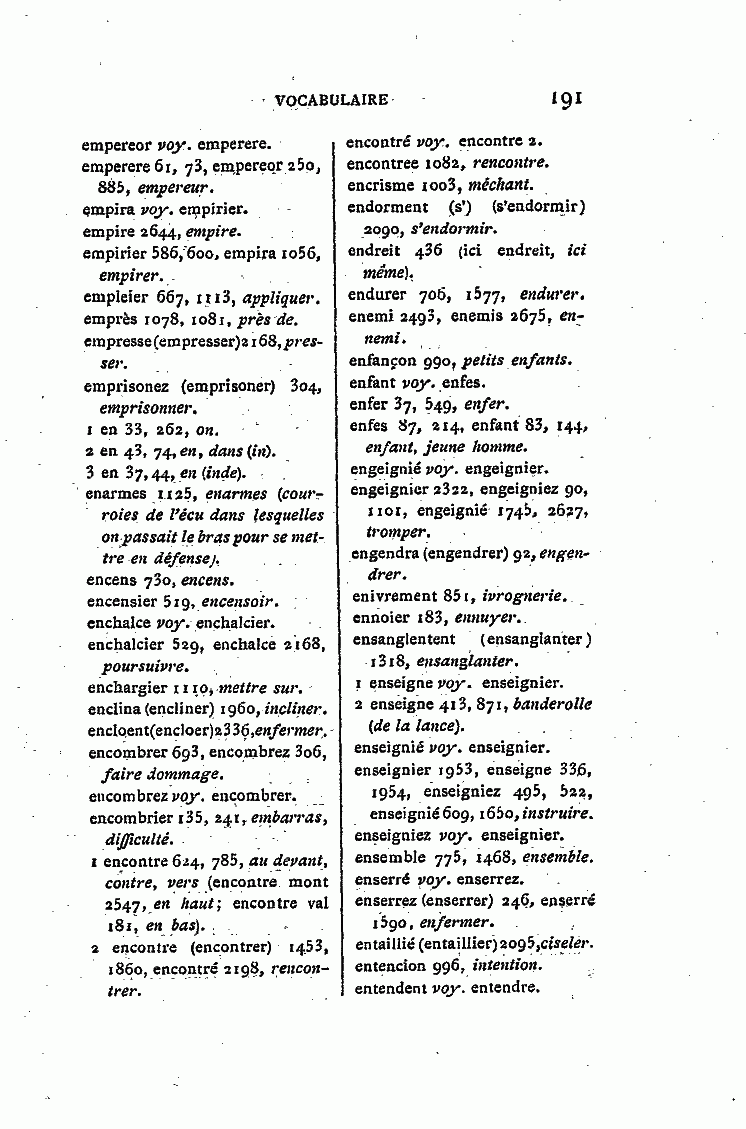 VOCABULAIRE 191
empereor voy. emperere.
emperere 61, 73, empereor 250,
885, empereur.
empira voy. empirier.
empire 2644, empire.
empirier 586, 600, empira 1056,
empirer.
empleier 667, 1113, appliquer.
emprès 1078, 1081, près de.
empresse (empresser) 2168, pres-
ser.
emprisonez (emprisoner) 304,
emprisonner.
1 en 33, 262, on.
2 en 43, 74, en, dans (in).
3 en 37, 44, en (inde).
enarmes 1125, enarmes (cour-
roies de l'écu dans lesquelles
on passait le bras pour se met-
tre en défense).
encens 730, encens.
encensier 519, encensoir.
enchalce voy. enchalcier.
enchalcier 529, enchalce 2168,
poursuivre.
enchargier 1110, mettre sur.
enclina (encliner) 1960, incliner.
encloent (encloer) 2336, enfermer.
encombrer 693, encombrez 306,
faire dommage.
encombrez voy. encombrer.
encombrier 135, 241, embarras,
difficulté.
1 encontre 624, 785, au devant,
contre, vers (encontre mont
2547, en haut; encontre val
181, en bas).
2 encontre (encontrer) 1453,
1860, encontré 2198, rencon-
trer.
encontré voy. encontre 2.
encontree 1082, rencontre.
encrisme 1003, méchant.
endorment (s') (s'endormir)
2090, s'endormir.
endreit 436 (ici endreit, ici
même).
endurer 706, 1577, endurer.
enemi 2493, enemis 2675, en-
nemi.
enfançon 990, petits enfants.
enfant voy. enfes.
enfer 37, 549, enfer.
enfes 87, 214, enfant 83, 144,
enfant, jeune homme.
engeignié voy. engeignier.
engeignier 2322, engeigniez 90,
1101, engeignié 1745, 2627,
tromper.
engendra (engendrer) 92, engen-
drer.
enivrement 851, ivrognerie.
ennoier 183, ennuyer.
ensanglentent (ensanglanter)
1318, ensanglanter.
1 enseigne voy. enseignier.
2 enseigne 413, 871, banderolle
(de la lance).
enseignié voy. enseignier.
enseignier 1953, enseigne 336,
1954, enseigniez 495, 522,
enseignié 609, 1650, instruire.
enseigniez voy. enseignier.
ensemble 775, 1468, ensemble.
enserré voy. enserrez.
enserrez (enserrer) 246, enserré
1590, enfermer.
entaillié (entaillier) 2095, ciseler.
entencion 996, intention.
entendent voy. entendre.